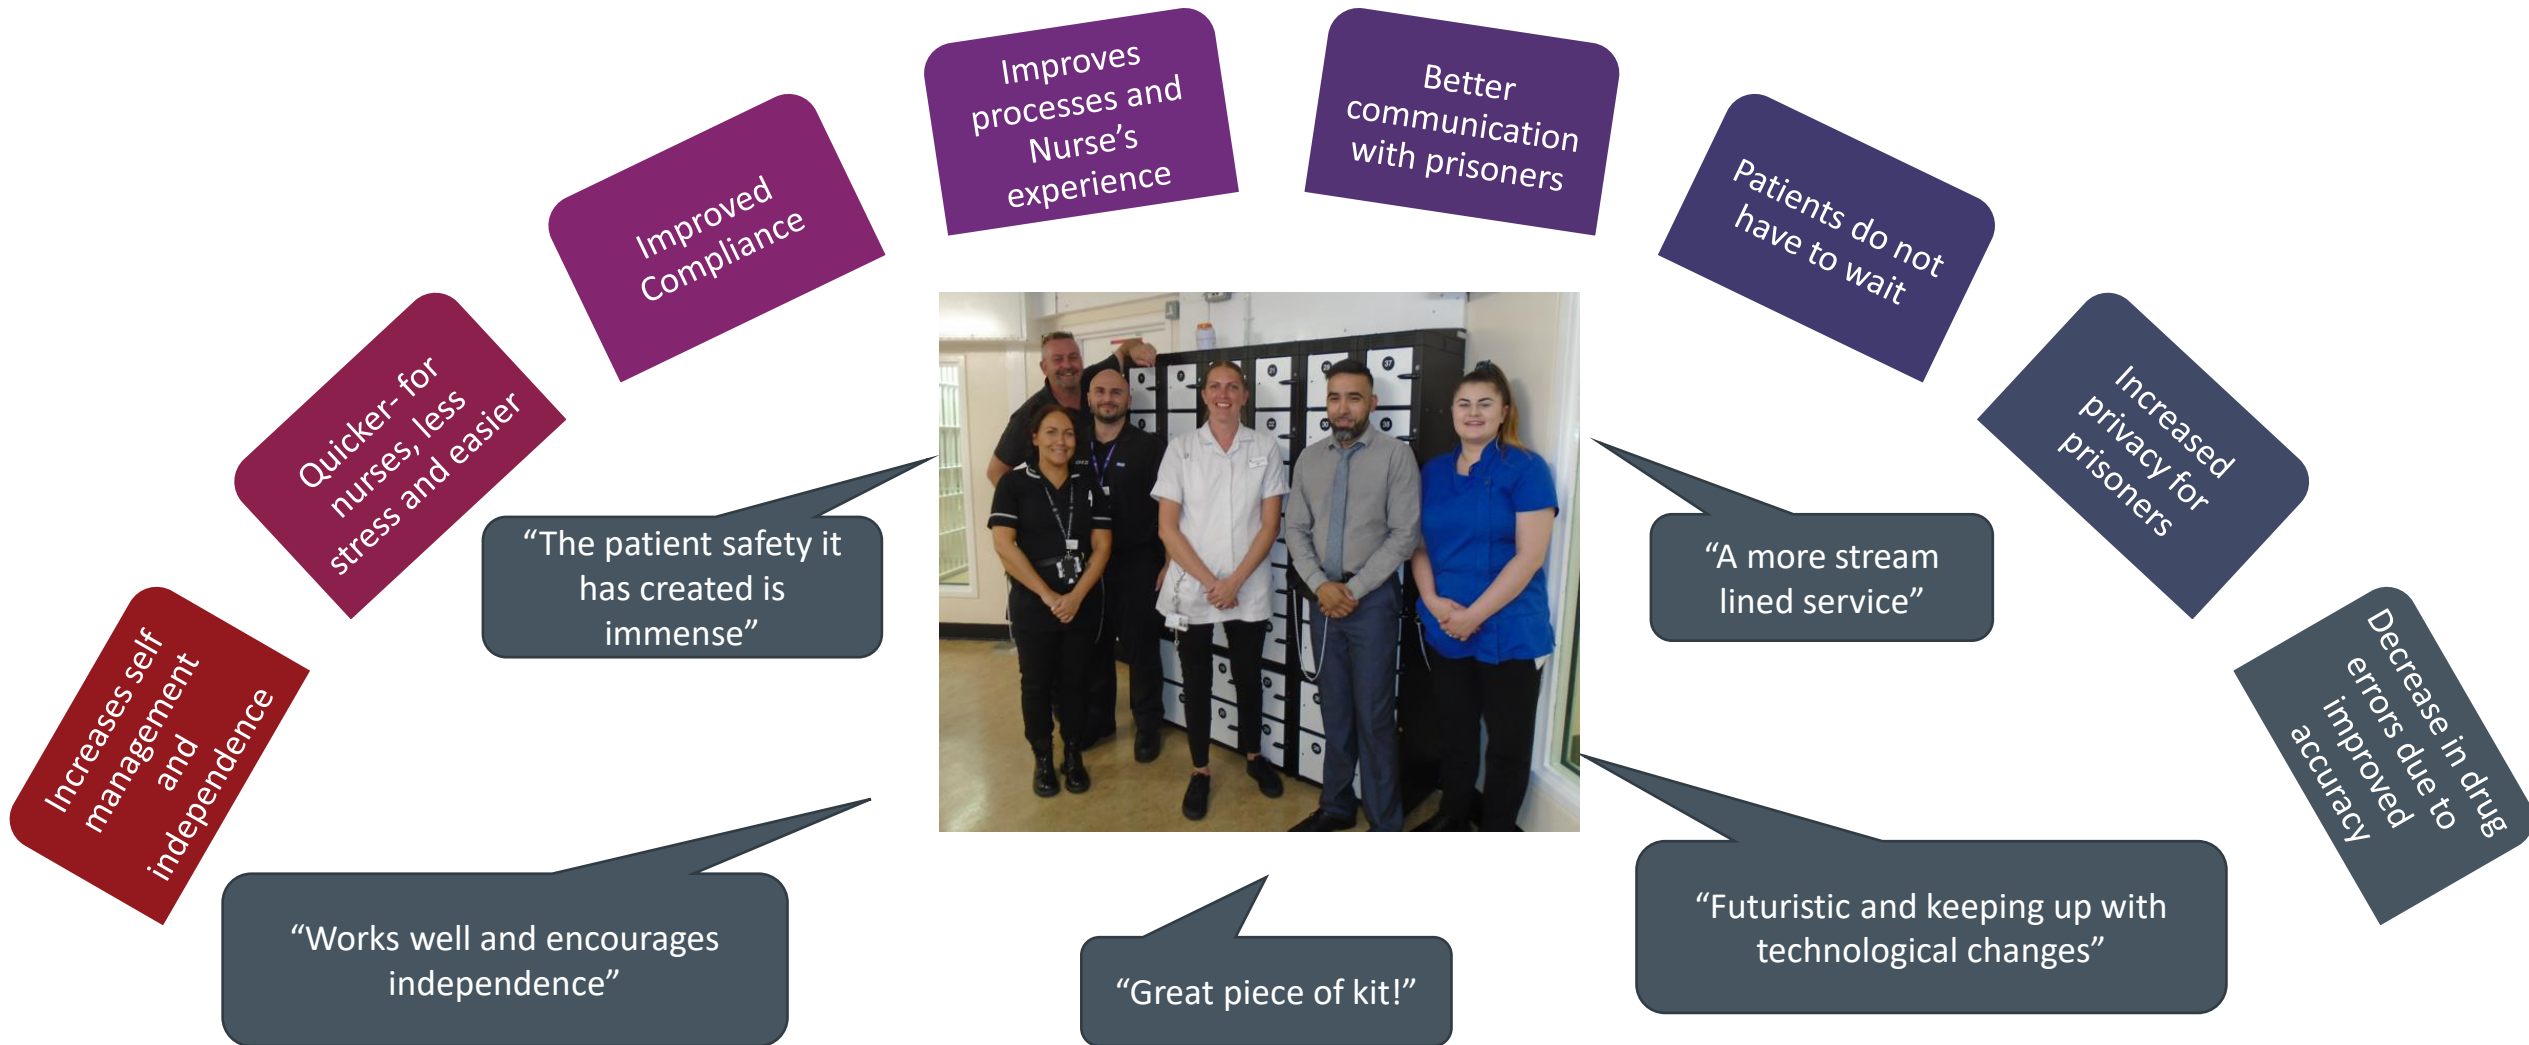 Increases self
management
and
independence
Quicker- for
nurses, less
stress and easier
Improved
Compliance
Improves
processes and
Nurse’s
experience
Better
communication
with prisoners
Patients do not
have to wait
Increased
privacy for
prisoners
Decrease in drug
errors due to
improved
accuracy
“The patient safety it
has created is
immense”
“A more stream
lined service”
“Works well and encourages
independence”
“Great piece of kit!”
“Futuristic and keeping up with
technological changes”
37
38